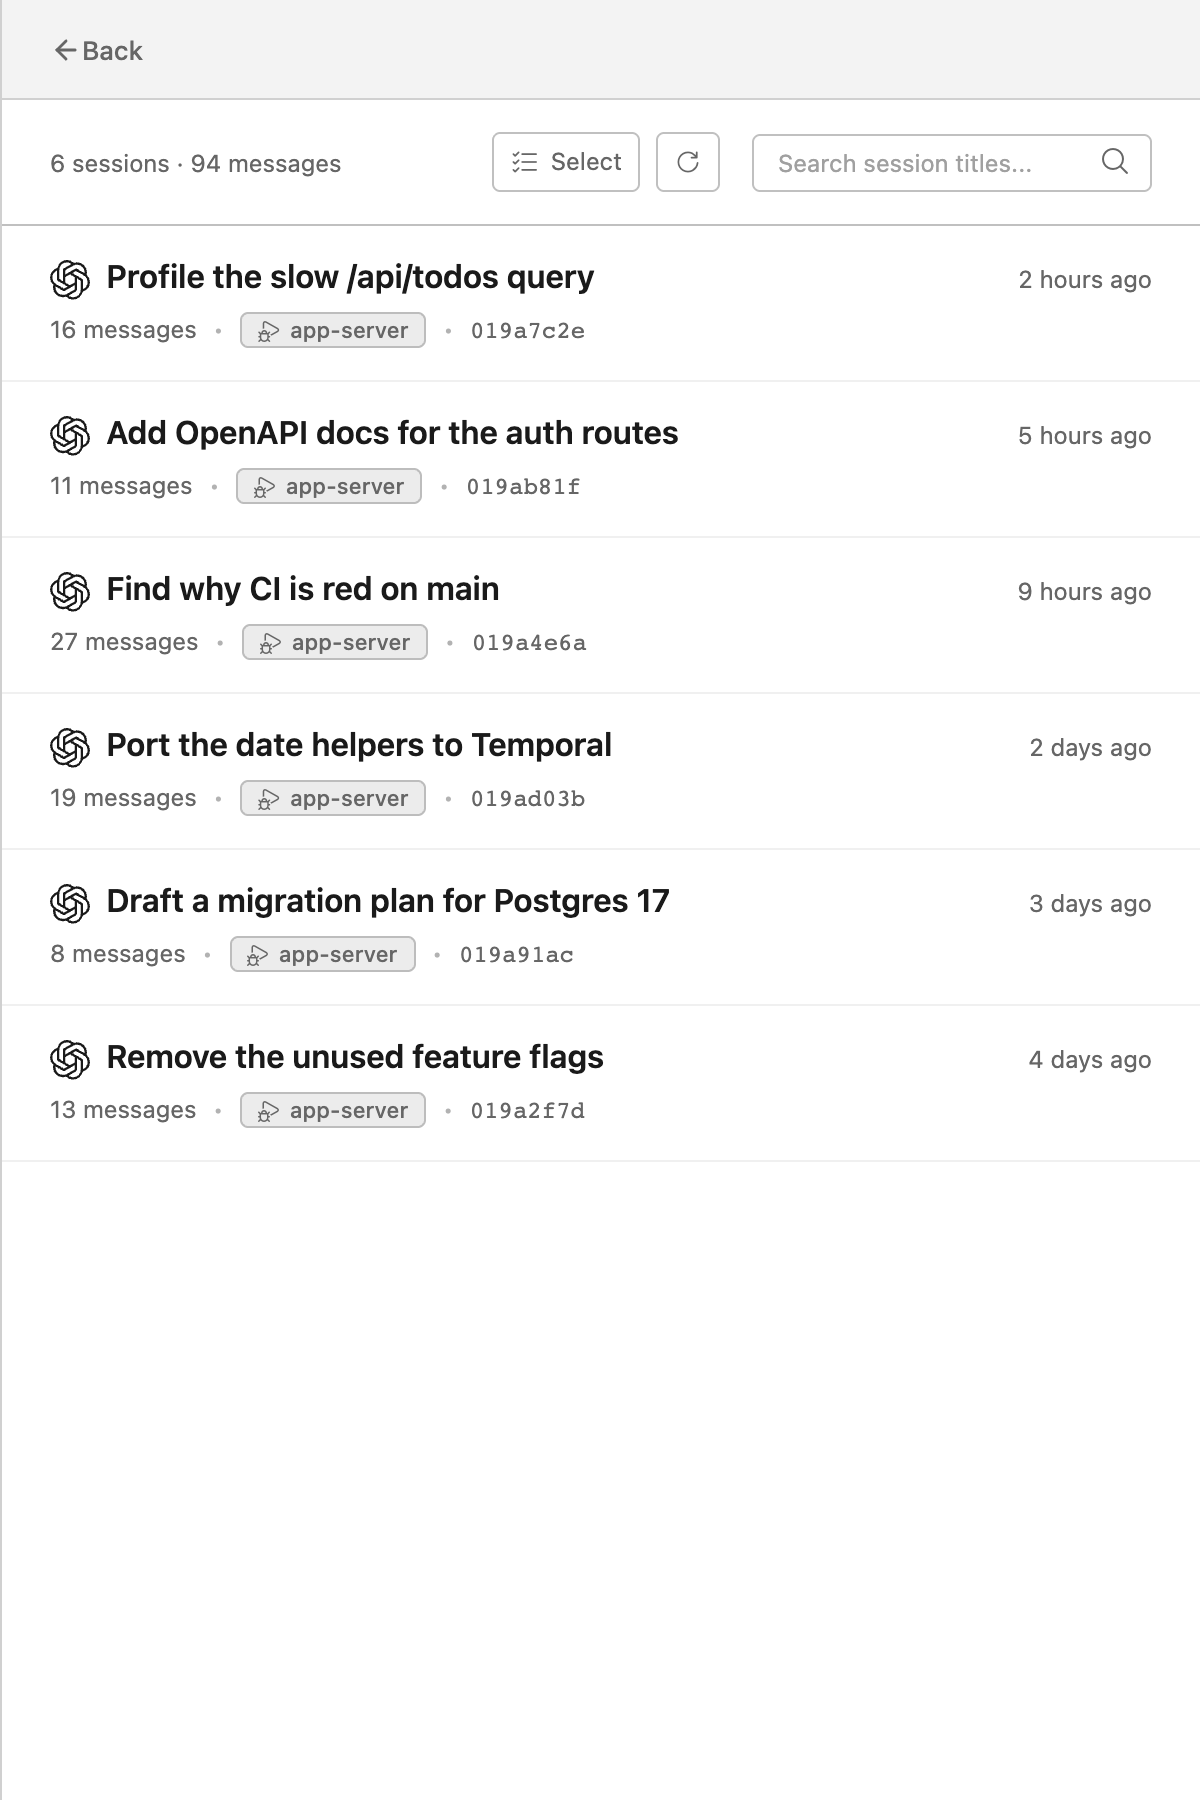 Back
6 sessions · 94 messages
Select
Search session titles...
Profile the slow /api/todos query
2 hours ago
16 messages • app-server • 019a7c2e
Add OpenAPI docs for the auth routes
5 hours ago
11 messages • app-server • 019ab81f
Find why CI is red on main
9 hours ago
27 messages • app-server • 019a4e6a
Port the date helpers to Temporal
2 days ago
19 messages • app-server • 019ad03b
Draft a migration plan for Postgres 17
3 days ago
8 messages • app-server • 019a91ac
Remove the unused feature flags
4 days ago
13 messages • app-server • 019a2f7d